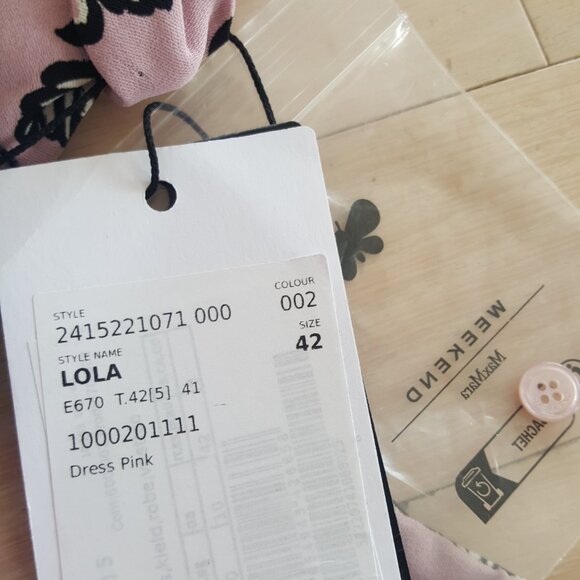 STYLE
2415221071 000
COLOUR
002
STYLE NAME
LOLA
SIZE
42
E670 T.42[5] 41
1000201111
Dress Pink
WEEKEND
MaxMara
SACHET